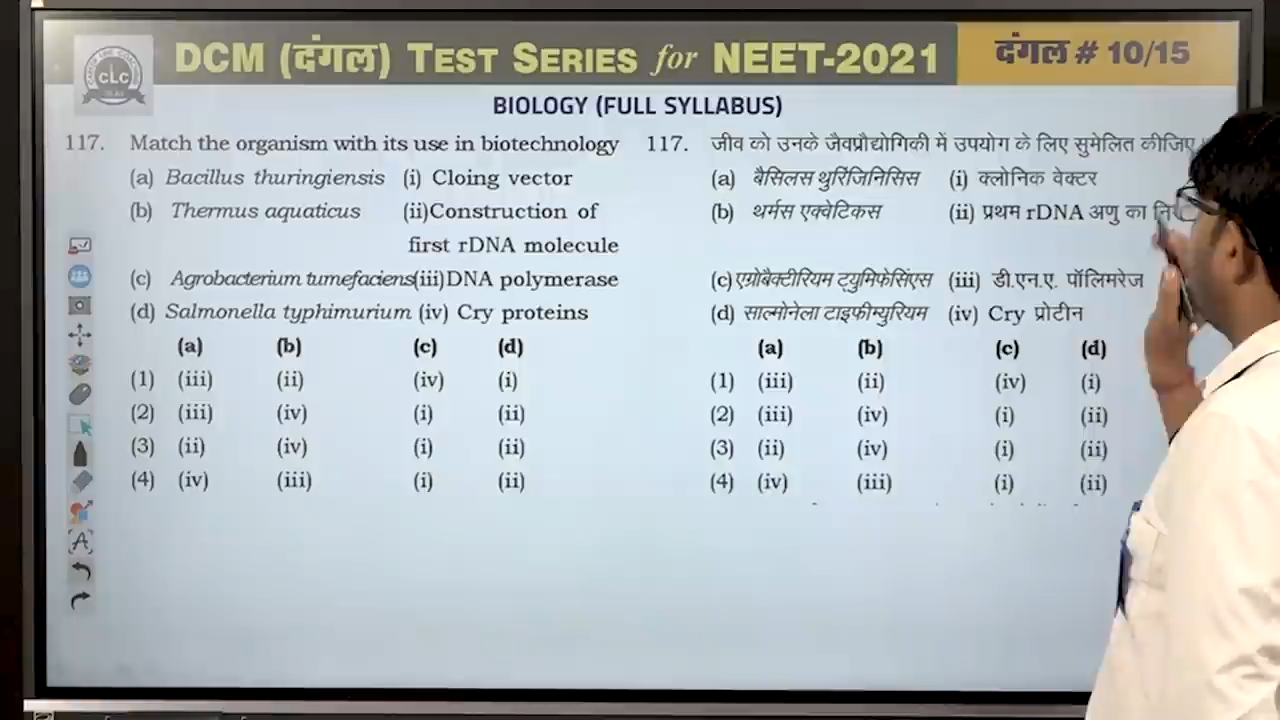 DCM (दंगल) TEST SERIES for NEET-2021
दंगल # 10/15
cLc
BIOLOGY (FULL SYLLABUS)
117. Match the organism with its use in biotechnology
(a) Bacillus thuringiensis (i) Cloing vector
(b) Thermus aquaticus (ii)Construction of
first rDNA molecule
(c) Agrobacterium tumefaciens(iii)DNA polymerase
(d) Salmonella typhimurium (iv) Cry proteins
(a) (b) (c) (d)
(1) (iii) (ii) (iv) (i)
(2) (iii) (iv) (i) (ii)
(3) (ii) (iv) (i) (ii)
(4) (iv) (iii) (i) (ii)
117. जीव को उनके जैवप्रौद्योगिकी में उपयोग के लिए सुमेलित कीजिए
(a) बैसिलस थुरिंजिनिसिस (i) क्लोनिक वेक्टर
(b) थर्मस एक्वेटिकस (ii) प्रथम rDNA अणु का
(c) एग्रोबैक्टीरियम ट्युमिफेसिंएस (iii) डी.एन.ए. पॉलिमरेज
(d) साल्मोनेला टाइफीम्युरियम (iv) Cry प्रोटीन
(a) (b) (c) (d)
(1) (iii) (ii) (iv) (i)
(2) (iii) (iv) (i) (ii)
(3) (ii) (iv) (i) (ii)
(4) (iv) (iii) (i) (ii)